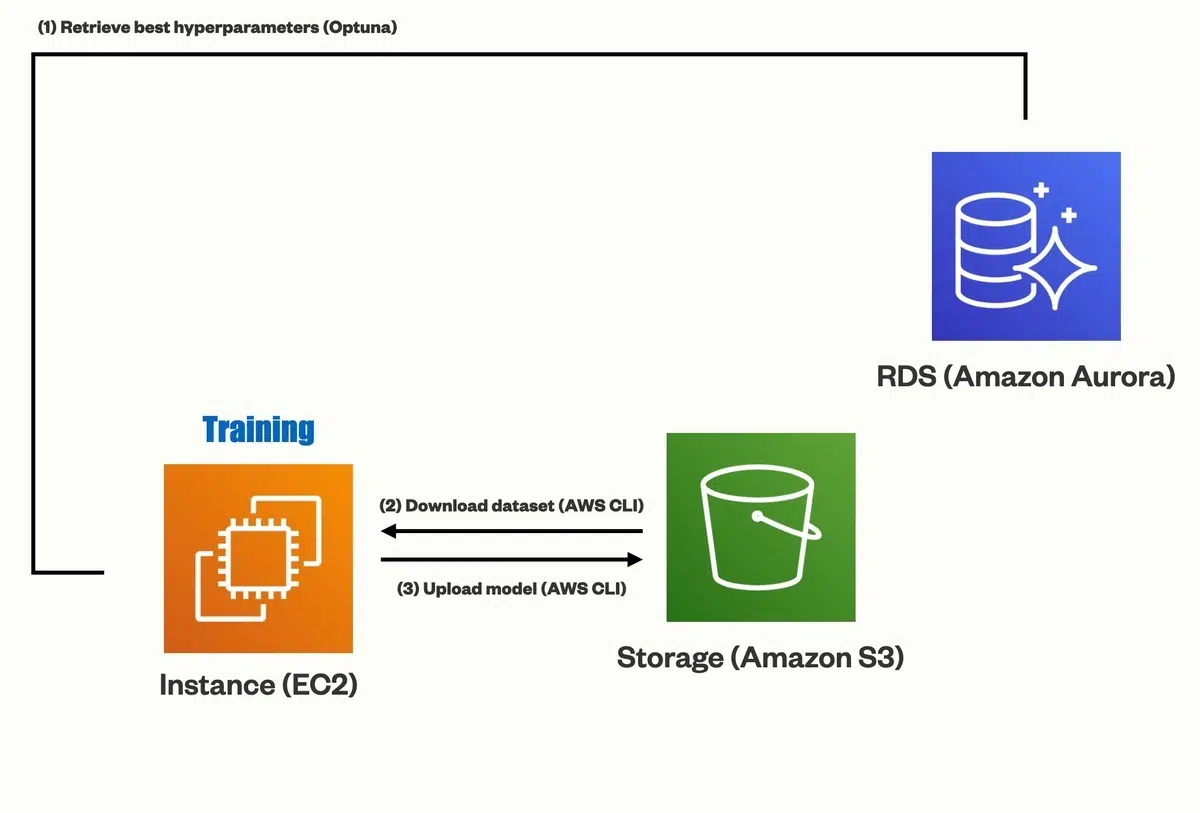 (1) Retrieve best hyperparameters (Optuna)
RDS (Amazon Aurora)
Training
(2) Download dataset (AWS CLI)
(3) Upload model (AWS CLI)
Storage (Amazon S3)
Instance (EC2)